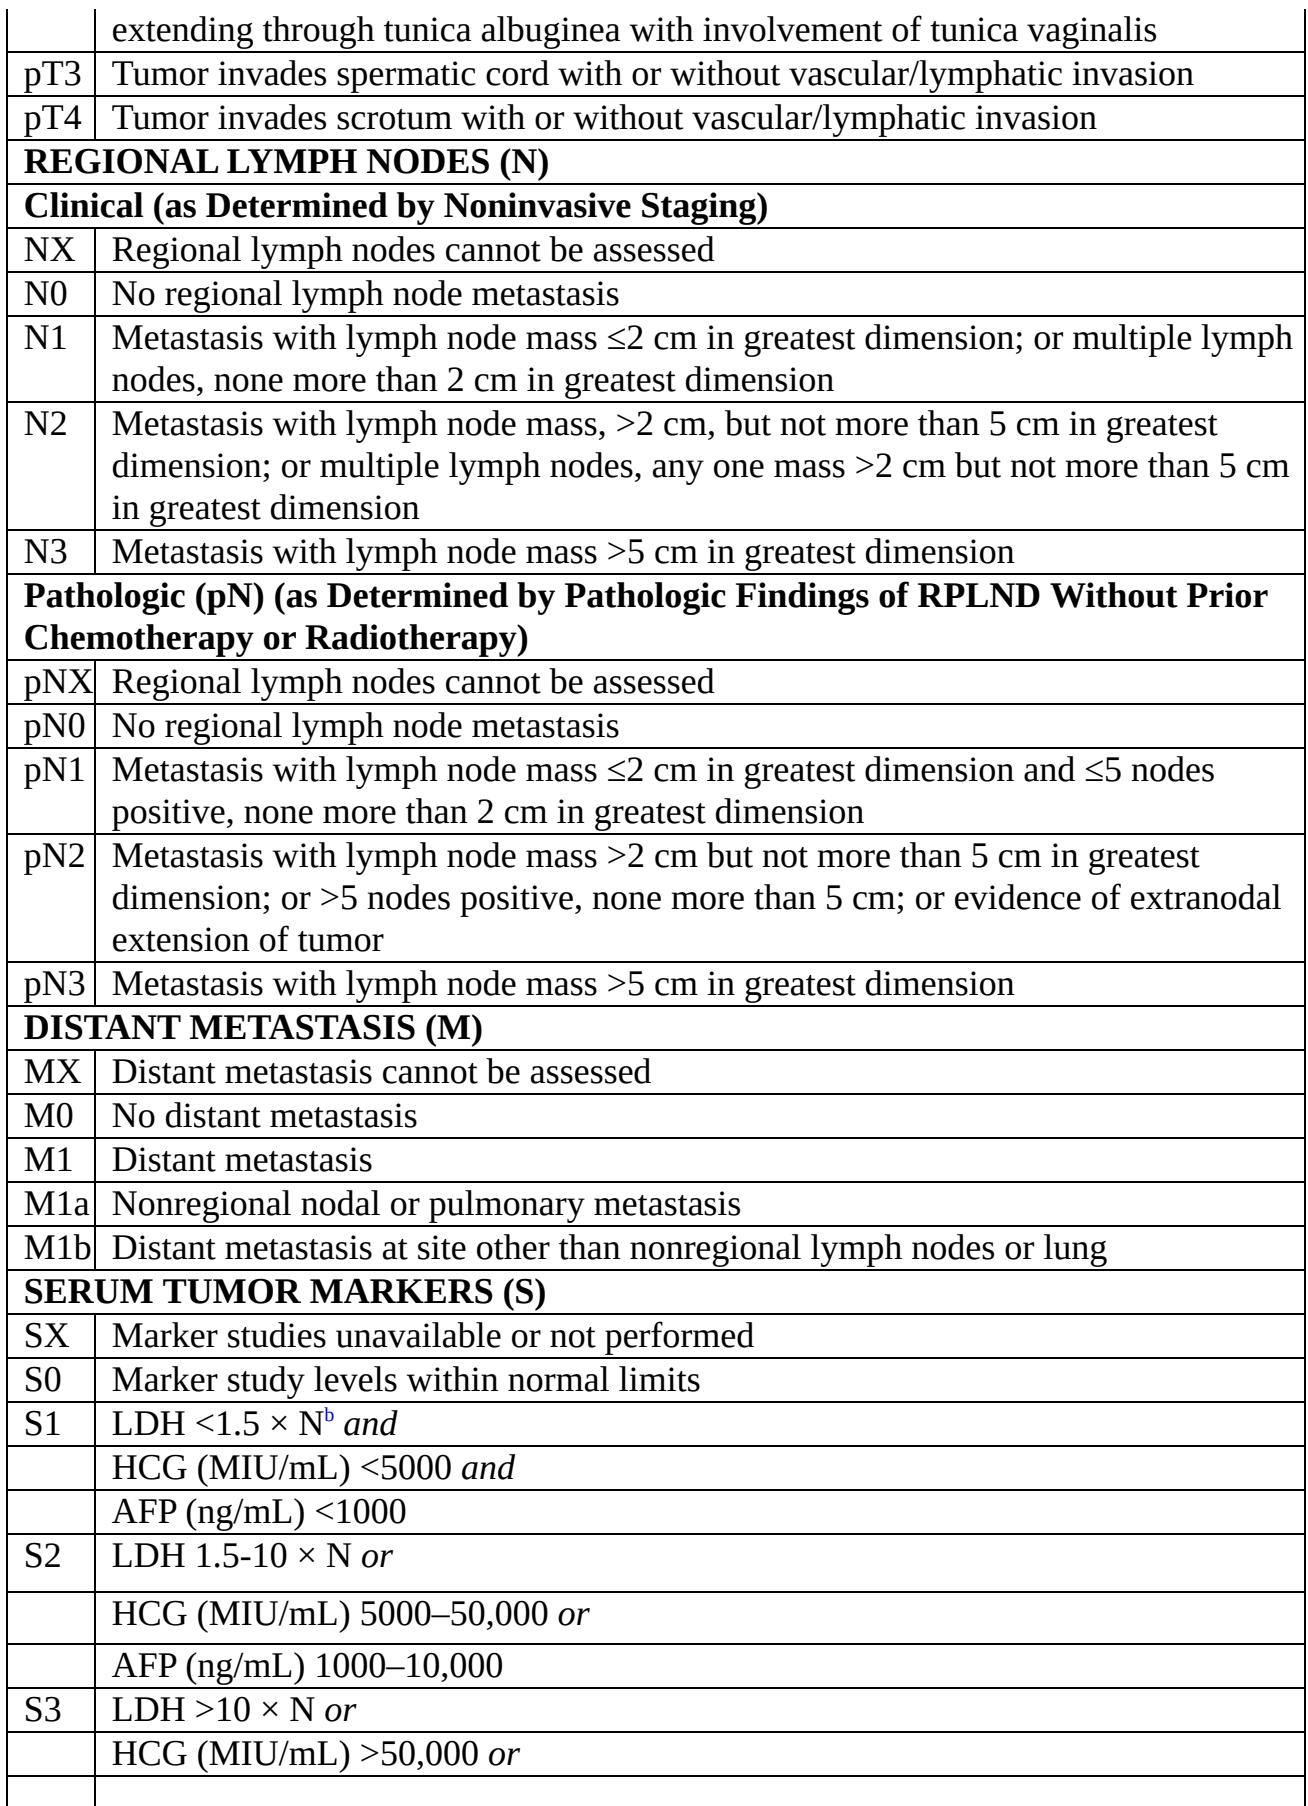 extending through tunica albuginea with involvement of tunica vaginalis
pT3 Tumor invades spermatic cord with or without vascular/lymphatic invasion
pT4 Tumor invades scrotum with or without vascular/lymphatic invasion
REGIONAL LYMPH NODES (N)
Clinical (as Determined by Noninvasive Staging)
NX Regional lymph nodes cannot be assessed
N0 No regional lymph node metastasis
N1 Metastasis with lymph node mass ≤2 cm in greatest dimension; or multiple lymph
nodes, none more than 2 cm in greatest dimension
N2 Metastasis with lymph node mass, >2 cm, but not more than 5 cm in greatest
dimension; or multiple lymph nodes, any one mass >2 cm but not more than 5 cm
in greatest dimension
N3 Metastasis with lymph node mass >5 cm in greatest dimension
Pathologic (pN) (as Determined by Pathologic Findings of RPLND Without Prior
Chemotherapy or Radiotherapy)
pNX Regional lymph nodes cannot be assessed
pN0 No regional lymph node metastasis
pN1 Metastasis with lymph node mass ≤2 cm in greatest dimension and ≤5 nodes
positive, none more than 2 cm in greatest dimension
pN2 Metastasis with lymph node mass >2 cm but not more than 5 cm in greatest
dimension; or >5 nodes positive, none more than 5 cm; or evidence of extranodal
extension of tumor
pN3 Metastasis with lymph node mass >5 cm in greatest dimension
DISTANT METASTASIS (M)
MX Distant metastasis cannot be assessed
M0 No distant metastasis
M1 Distant metastasis
M1a Nonregional nodal or pulmonary metastasis
M1b Distant metastasis at site other than nonregional lymph nodes or lung
SERUM TUMOR MARKERS (S)
SX Marker studies unavailable or not performed
S0 Marker study levels within normal limits
S1 LDH <1.5 × Nb and
HCG (MIU/mL) <5000 and
AFP (ng/mL) <1000
S2 LDH 1.5-10 × N or
HCG (MIU/mL) 5000–50,000 or
AFP (ng/mL) 1000–10,000
S3 LDH >10 × N or
HCG (MIU/mL) >50,000 or